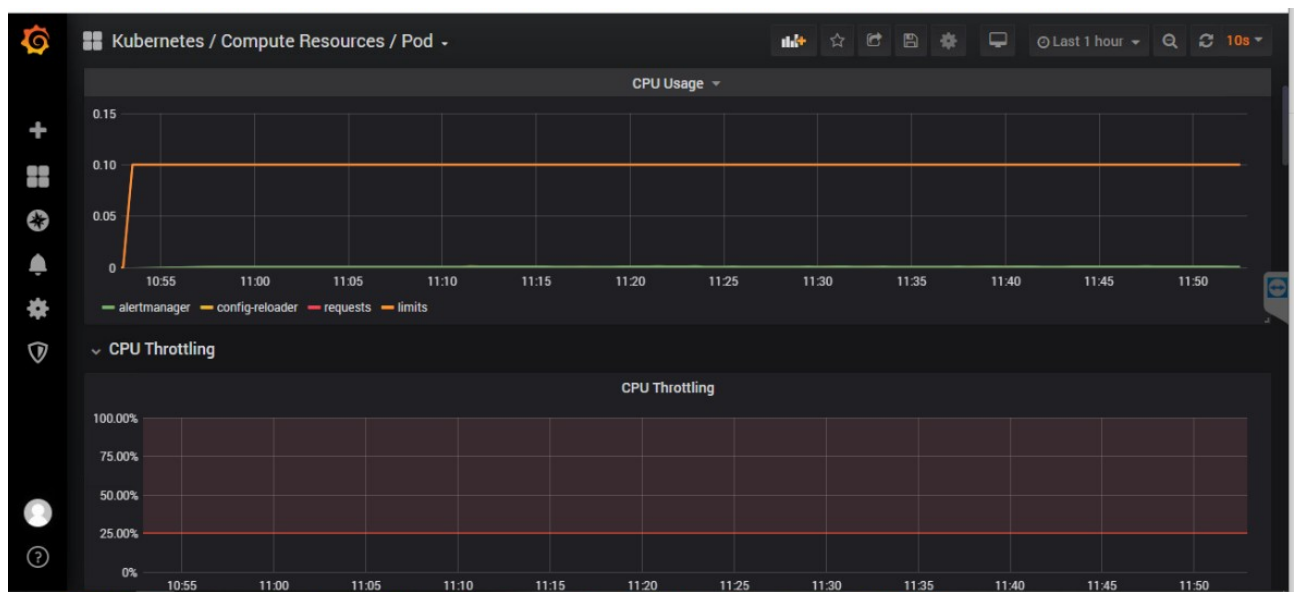 Kubernetes / Compute Resources / Pod
Last 1 hour
10s
CPU Usage
0.15
0.10
0.05
0
10:55 11:00 11:05 11:10 11:15 11:20 11:25 11:30 11:35 11:40 11:45 11:50
alertmanager config-reloader requests limits
CPU Throttling
CPU Throttling
100.00%
75.00%
50.00%
25.00%
0%
10:55 11:00 11:05 11:10 11:15 11:20 11:25 11:30 11:35 11:40 11:45 11:50